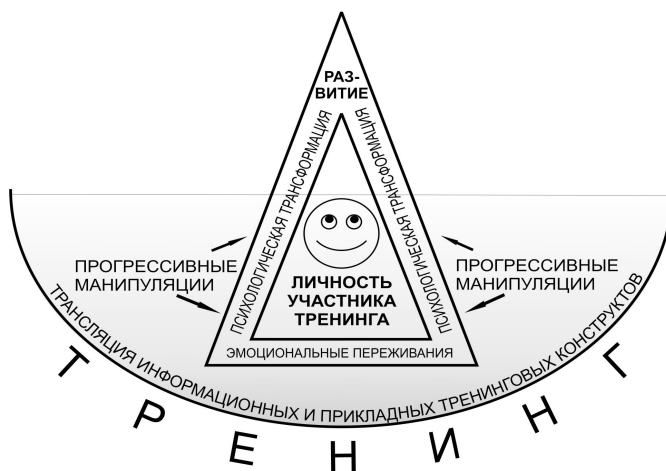 РАЗ-
ВИТИЕ
ПСИХОЛОГИЧЕСКАЯ ТРАНСФОРМАЦИЯ
ПСИХОЛОГИЧЕСКАЯ ТРАНСФОРМАЦИЯ
ПРОГРЕССИВНЫЕ
МАНИПУЛЯЦИИ
ЛИЧНОСТЬ
УЧАСТНИКА
ТРЕНИНГА
ПРОГРЕССИВНЫЕ
МАНИПУЛЯЦИИ
ЭМОЦИОНАЛЬНЫЕ ПЕРЕЖИВАНИЯ
ТРАНСЛЯЦИЯ ИНФОРМАЦИОННЫХ И ПРИКЛАДНЫХ ТРЕНИНГОВЫХ КОНСТРУКТОВ
ТРЕНИНГ